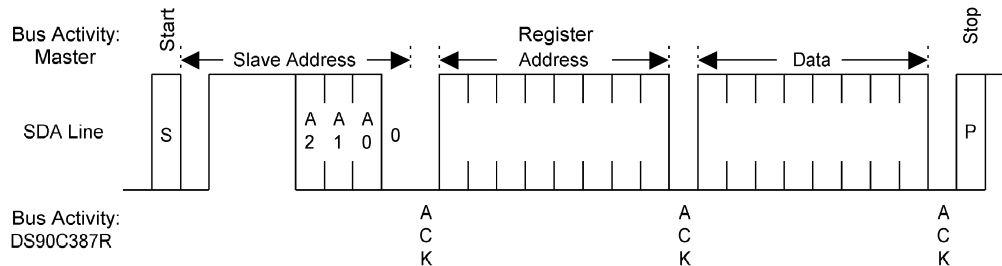 Bus Activity:
Master
Start
Slave Address
Register
Address
Data
Stop
SDA Line
S
A
2
A
1
A
0
0
P
Bus Activity:
DS90C387R
A
C
K
A
C
K
A
C
K